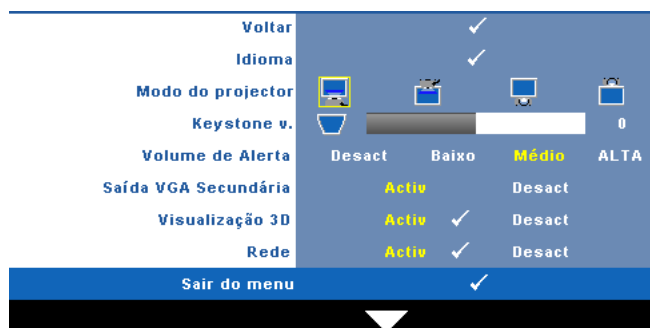 Voltar
Idioma
Modo do projector
Keystone v. 0
Volume de Alerta Desact Baixo Médio ALTA
Saída VGA Secundária Activ Desact
Visualização 3D Activ Desact
Rede Activ Desact
Sair do menu